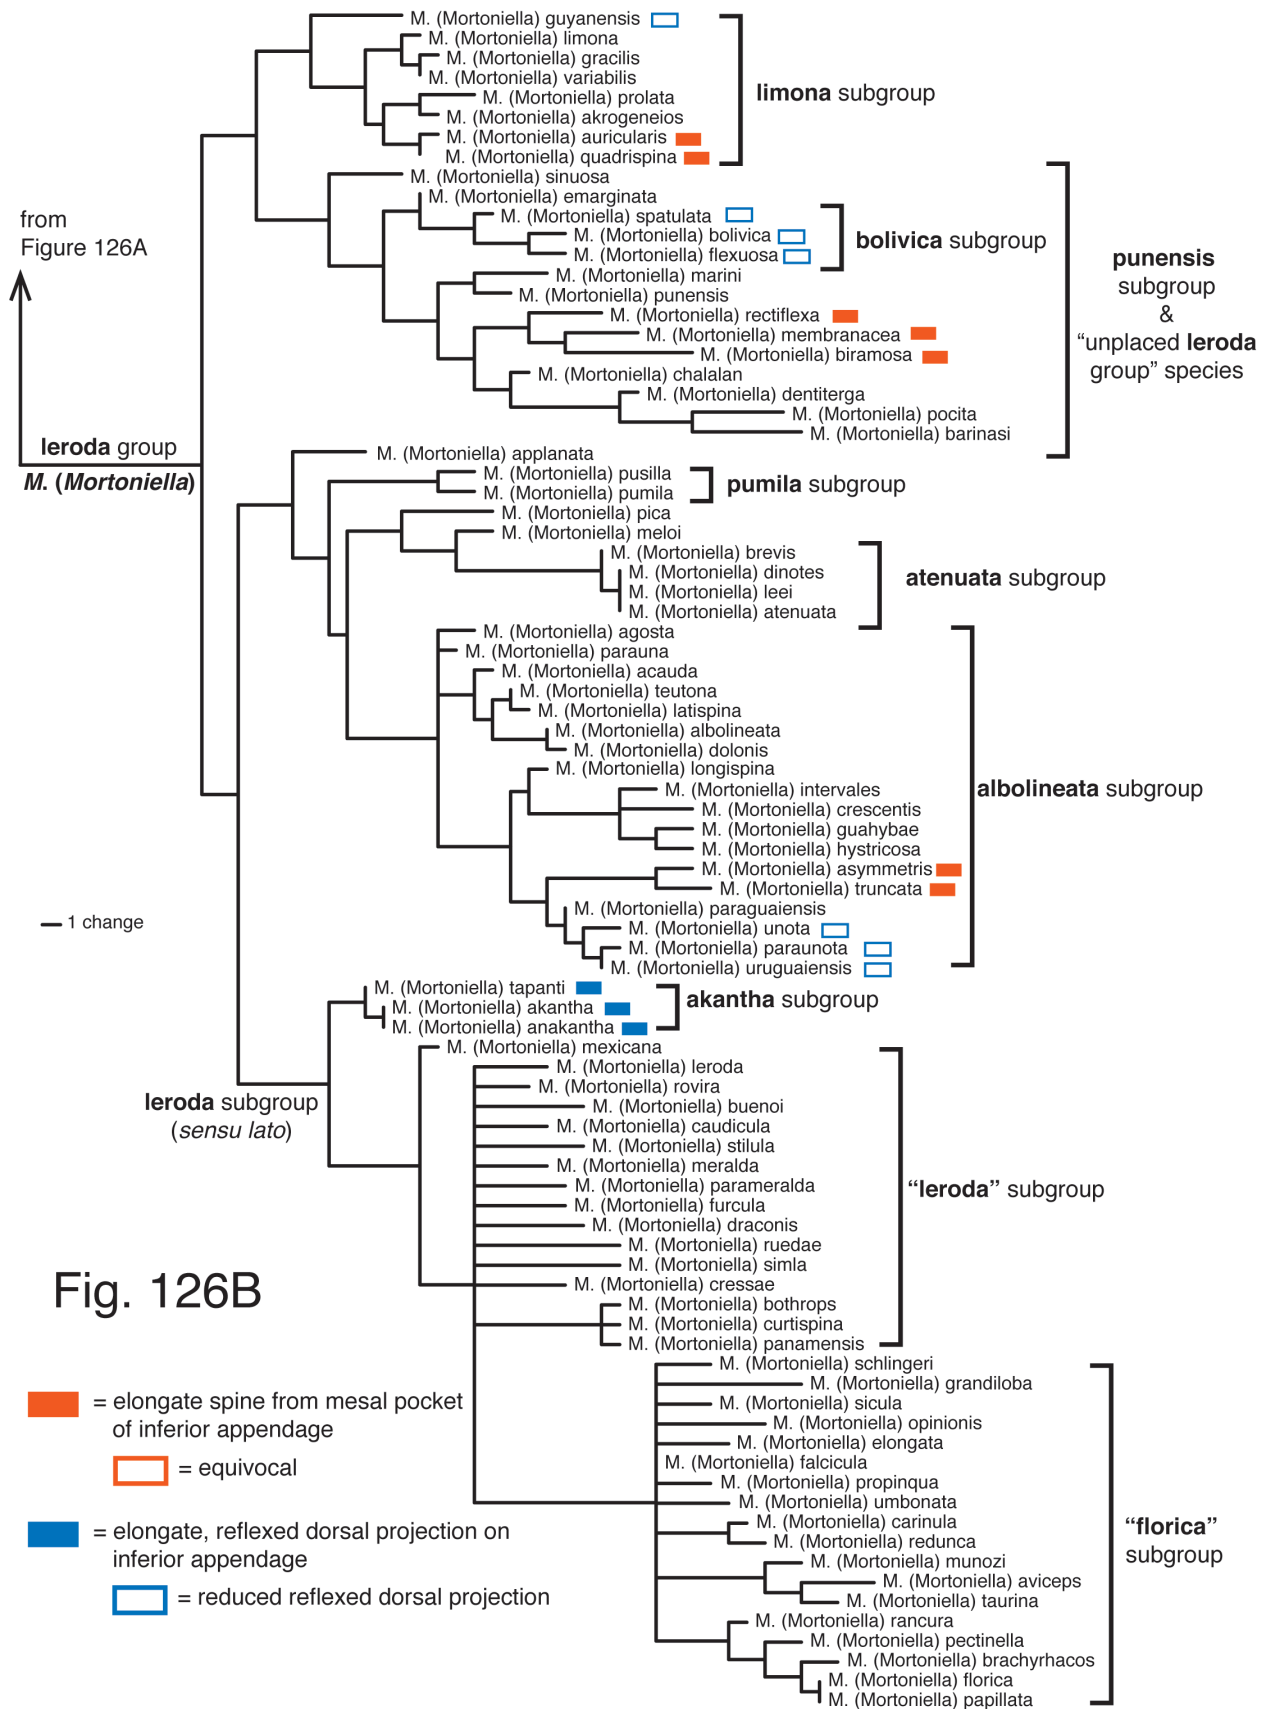 M. (Mortoniella) guyanensis
M. (Mortoniella) limona
M. (Mortoniella) gracilis
M. (Mortoniella) variabilis
limona subgroup
M. (Mortoniella) prolata
M. (Mortoniella) akrogeneios
M. (Mortoniella) auricularis
M. (Mortoniella) quadrispina
M. (Mortoniella) sinuosa
M. (Mortoniella) emarginata
M. (Mortoniella) spatulata
M. (Mortoniella) bolivica
M. (Mortoniella) flexuosa
bolivica subgroup
from
Figure 126A
M. (Mortoniella) marini
M. (Mortoniella) punensis
M. (Mortoniella) rectiflexa
M. (Mortoniella) membranacea
M. (Mortoniella) biramosa
M. (Mortoniella) chalalan
M. (Mortoniella) dentiterga
M. (Mortoniella) pocita
M. (Mortoniella) barinasi
punensis
subgroup
&
“unplaced leroda
group” species
leroda group
M. (Mortoniella)
M. (Mortoniella) applanata
M. (Mortoniella) pusilla
M. (Mortoniella) pumila
pumila subgroup
M. (Mortoniella) pica
M. (Mortoniella) meloi
M. (Mortoniella) brevis
M. (Mortoniella) dinotes
M. (Mortoniella) leei
M. (Mortoniella) atenuata
atenuata subgroup
M. (Mortoniella) agosta
M. (Mortoniella) parauna
M. (Mortoniella) acauda
M. (Mortoniella) teutona
M. (Mortoniella) latispina
M. (Mortoniella) albolineata
M. (Mortoniella) dolonis
M. (Mortoniella) longispina
M. (Mortoniella) intervales
albolineata subgroup
M. (Mortoniella) crescentis
M. (Mortoniella) guahybae
M. (Mortoniella) hystricosa
M. (Mortoniella) asymmetris
M. (Mortoniella) truncata
M. (Mortoniella) paraguaiensis
1 change
M. (Mortoniella) unota
M. (Mortoniella) paraunota
M. (Mortoniella) uruguaiensis
M. (Mortoniella) tapanti
M. (Mortoniella) akantha
M. (Mortoniella) anakantha
akantha subgroup
M. (Mortoniella) mexicana
M. (Mortoniella) leroda
M. (Mortoniella) rovira
leroda subgroup
(sensu lato)
M. (Mortoniella) buenoi
M. (Mortoniella) caudicula
M. (Mortoniella) stilula
M. (Mortoniella) meralda
M. (Mortoniella) parameralda
“leroda” subgroup
M. (Mortoniella) furcula
M. (Mortoniella) draconis
M. (Mortoniella) ruedae
M. (Mortoniella) simla
M. (Mortoniella) cressae
M. (Mortoniella) bothrops
M. (Mortoniella) curtispina
M. (Mortoniella) panamensis
Fig. 126B
M. (Mortoniella) schlingeri
M. (Mortoniella) grandiloba
M. (Mortoniella) sicula
M. (Mortoniella) opinionis
M. (Mortoniella) elongata
M. (Mortoniella) falcicula
M. (Mortoniella) propinqua
M. (Mortoniella) umbonata
M. (Mortoniella) carinula
M. (Mortoniella) redunca
M. (Mortoniella) munozi
M. (Mortoniella) aviceps
M. (Mortoniella) taurina
M. (Mortoniella) rancura
M. (Mortoniella) pectinella
M. (Mortoniella) brachyrhacos
M. (Mortoniella) florica
M. (Mortoniella) papillata
“florica”
subgroup
= elongate spine from mesal pocket
of inferior appendage
= equivocal
= elongate, reflexed dorsal projection on
inferior appendage
= reduced reflexed dorsal projection